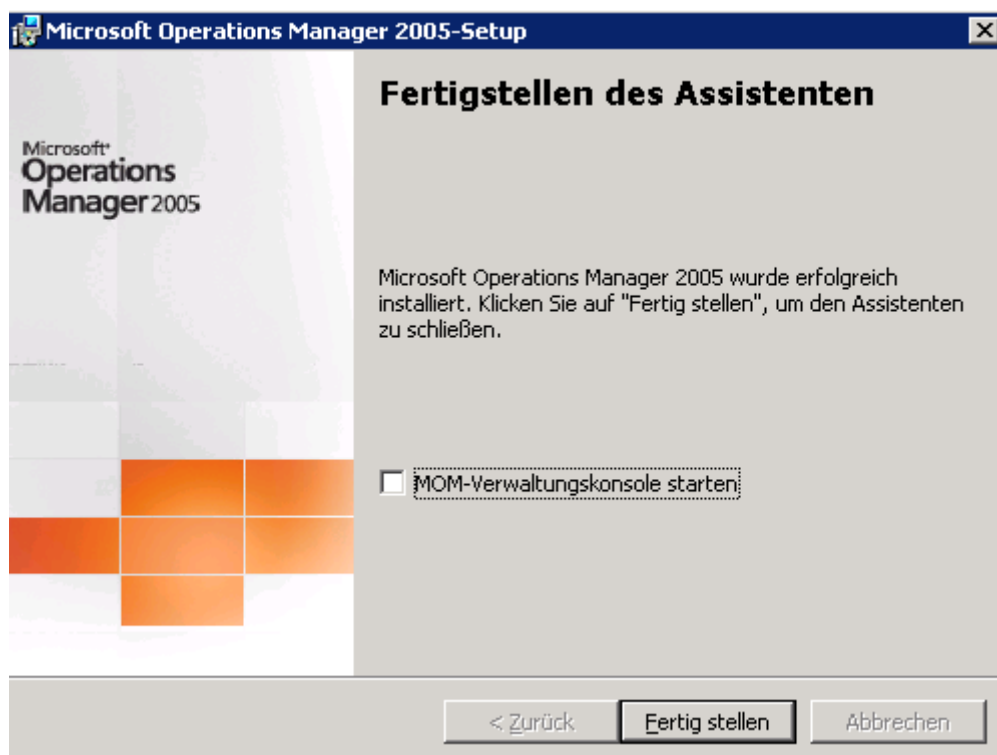 Microsoft Operations Manager 2005-Setup
Microsoft
Operations
Manager 2005
Fertigstellen des Assistenten
Microsoft Operations Manager 2005 wurde erfolgreich
installiert. Klicken Sie auf "Fertig stellen", um den Assistenten
zu schließen.
MOM-Verwaltungskonsole starten
< Zurück
Fertig stellen
Abbrechen